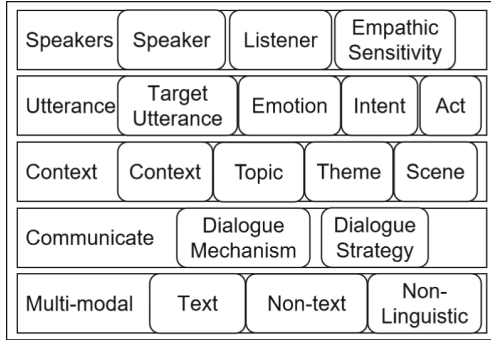 Speakers Speaker Listener Empathic Sensitivity
Utterance Target Utterance Emotion Intent Act
Context Context Topic Theme Scene
Communicate Dialogue Mechanism Dialogue Strategy
Multi-modal Text Non-text Non-Linguistic